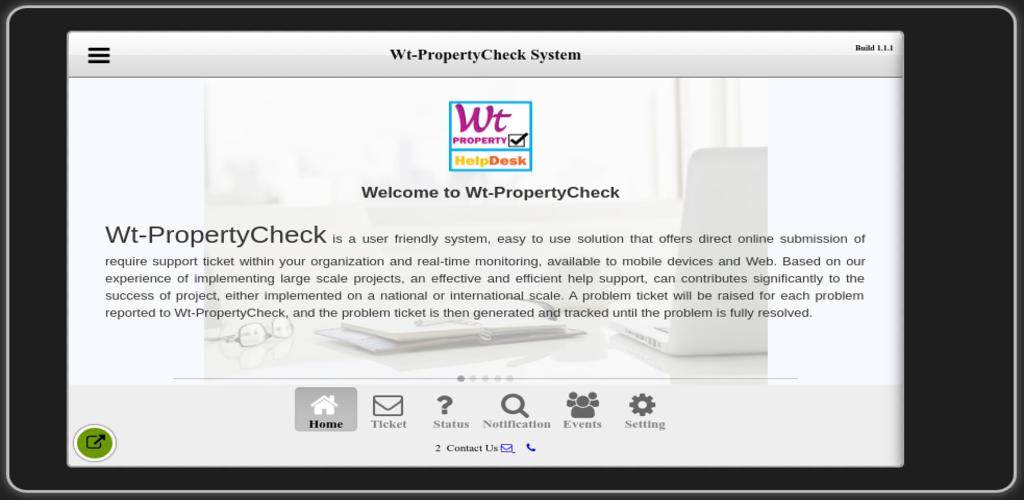 Wt-PropertyCheck System
Build 1.1.1
Wt
PROPERTY
HelpDesk
Welcome to Wt-PropertyCheck
Wt-PropertyCheck is a user friendly system, easy to use solution that offers direct online submission of
require support ticket within your organization and real-time monitoring, available to mobile devices and Web. Based on our
experience of implementing large scale projects, an effective and efficient help support, can contributes significantly to the
success of project, either implemented on a national or international scale. A problem ticket will be raised for each problem
reported to Wt-PropertyCheck, and the problem ticket is then generated and tracked until the problem is fully resolved.
Home Ticket Status Notification Events Setting
2 Contact Us